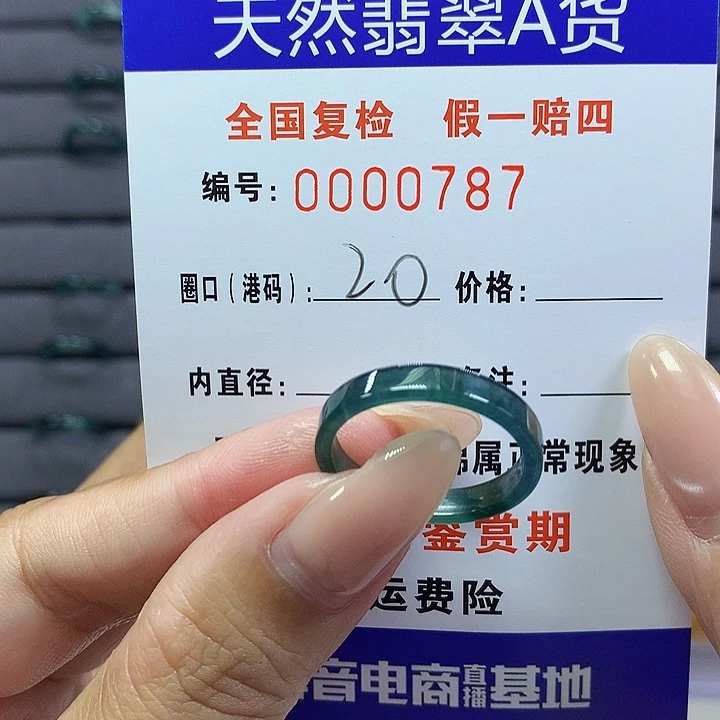 天然翡翠A货
全国复检 假一赔四
编号: 0000787
圈口(港码): 20 价格:
内直径: 注:
属正常现象
鉴赏期
运费险
音电商直播基地